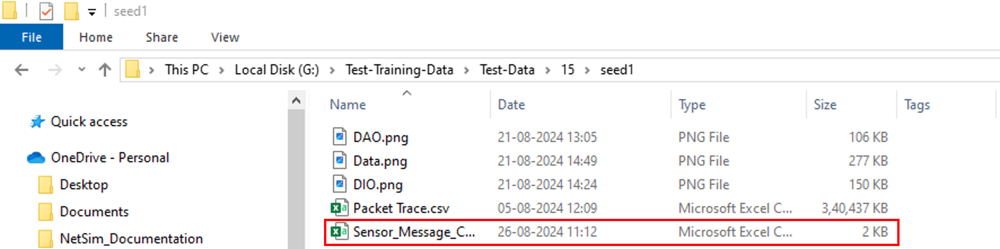 seed1
File Home Share View
This PC Local Disk (G:) Test-Training-Data Test-Data 15 seed1
Name Date Type Size Tags
Quick access
OneDrive - Personal
Desktop
Documents
NetSim_Documentation
DAO.png 21-08-2024 13:05 PNG File 106 KB
Data.png 21-08-2024 14:49 PNG File 277 KB
DIO.png 21-08-2024 14:24 PNG File 150 KB
Packet Trace.csv 05-08-2024 12:09 Microsoft Excel C... 3,40,437 KB
Sensor_Message_C... 26-08-2024 11:12 Microsoft Excel C... 2 KB